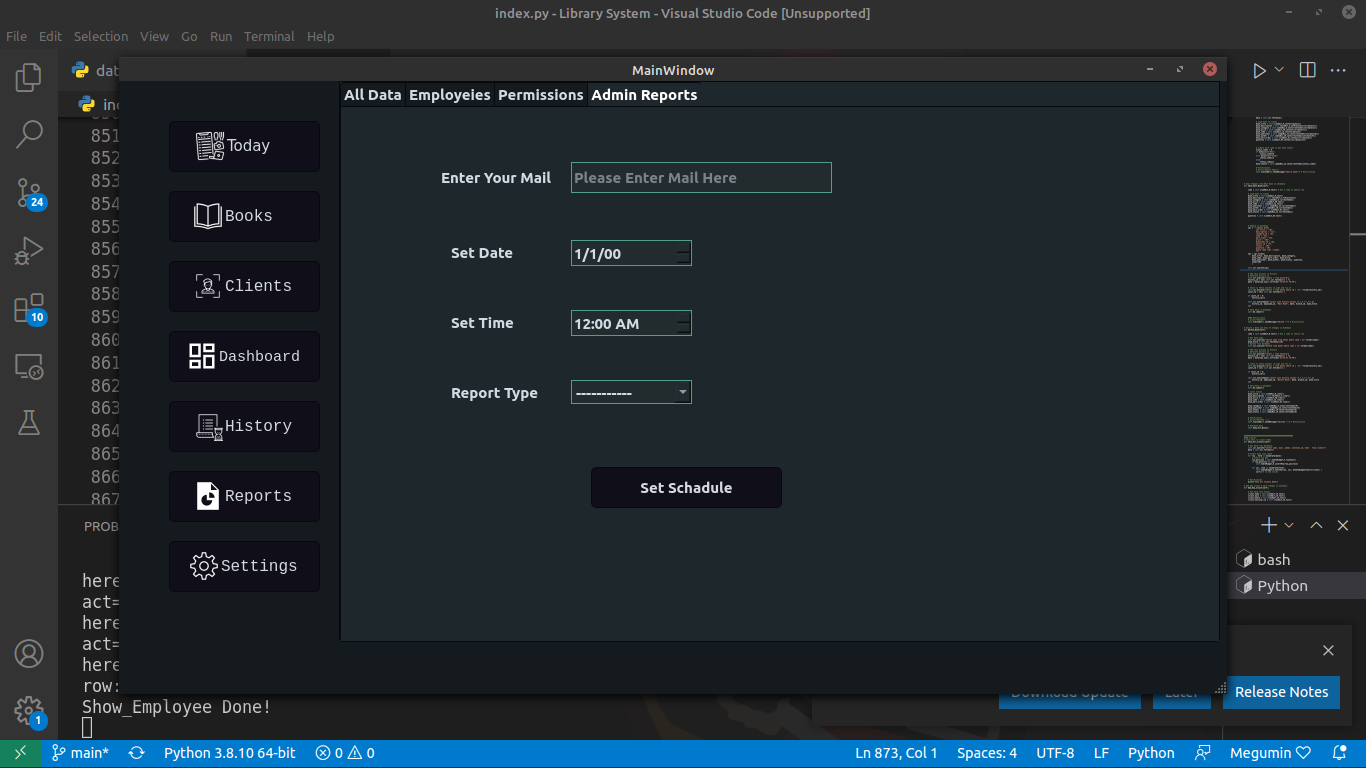 index.py - Library System - Visual Studio Code [Unsupported]
File Edit Selection View Go Run Terminal Help
dat
MainWindow
All Data Employeies Permissions Admin Reports
851
852
853
854
855
856
857
858
859
860
861
862
863
864
865
866
867
24
10
1
Today
Books
Clients
Dashboard
History
Reports
Settings
Enter Your Mail Please Enter Mail Here
Set Date 1/1/00
Set Time 12:00 AM
Report Type -----------
Set Schadule
PROB
bash
Python
here
act=
here
act=
here
row:
Show_Employee Done!
Download Update Later Release Notes
main* Python 3.8.10 64-bit 0 0 Ln 873, Col 1 Spaces: 4 UTF-8 LF Python Megumin